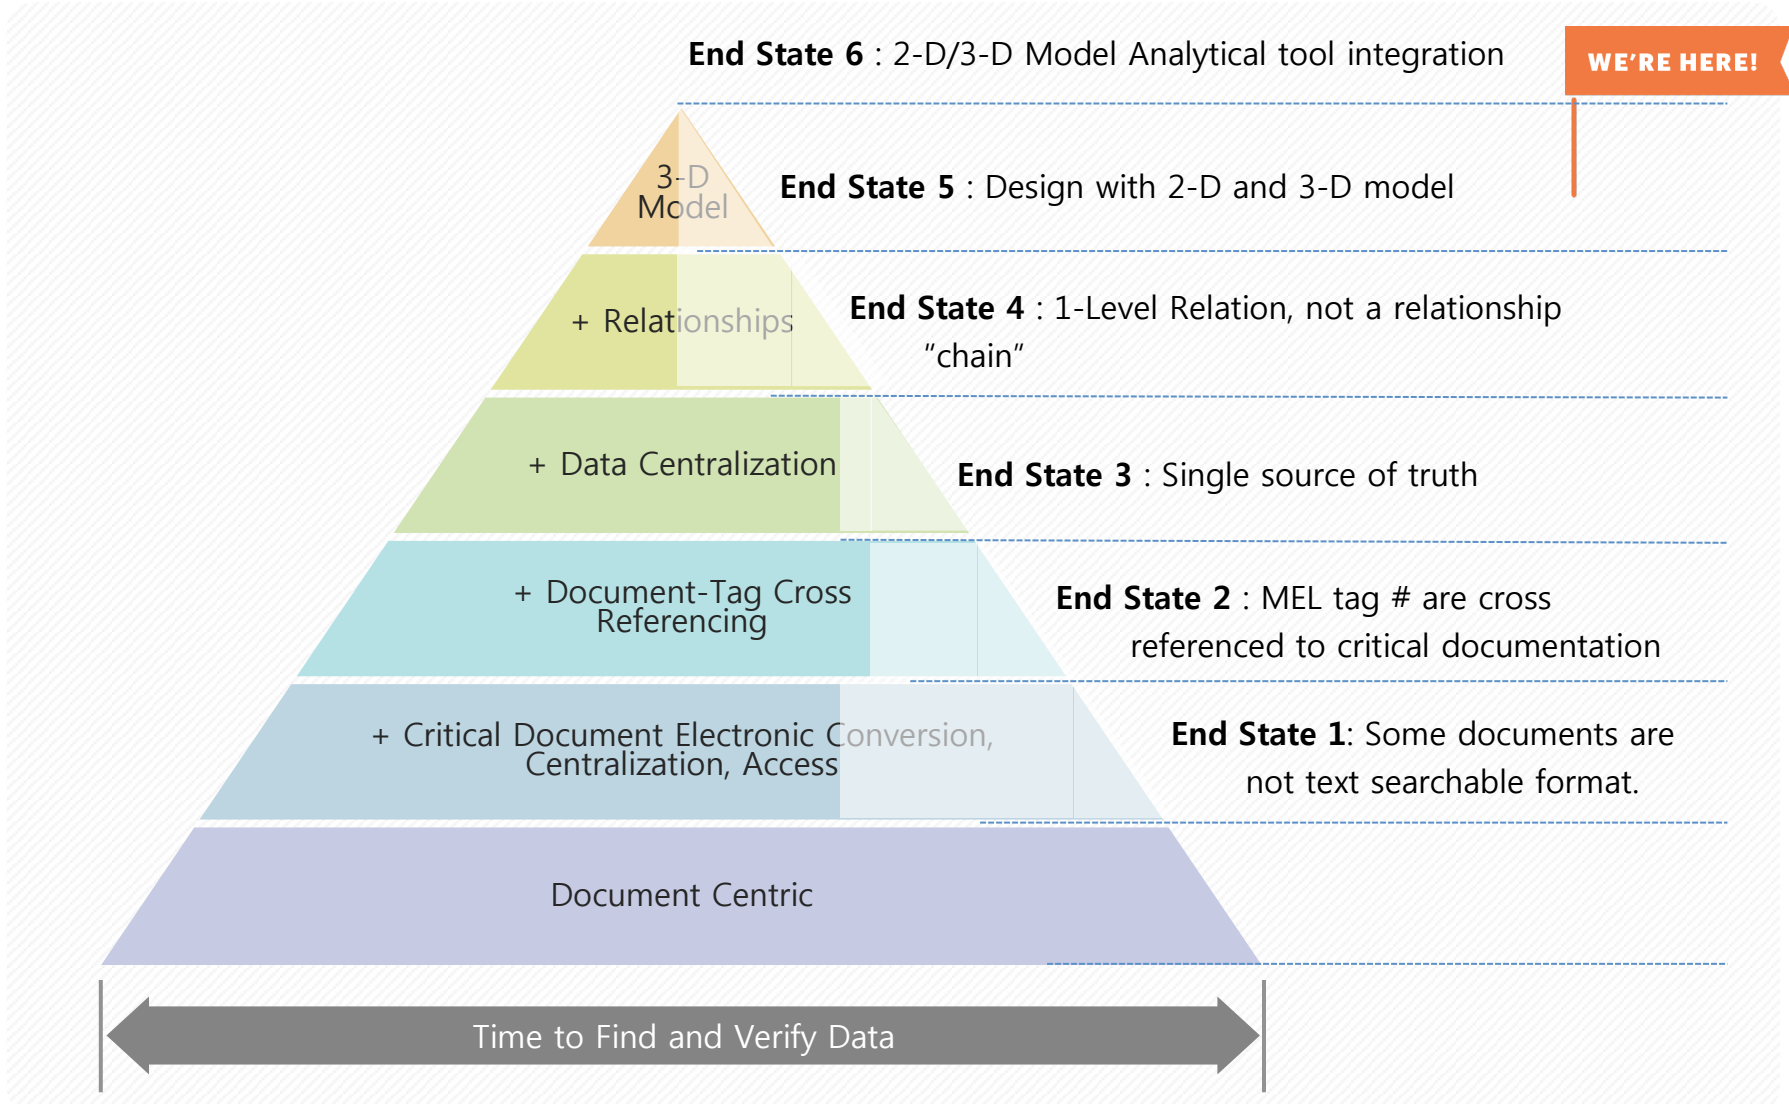 End State 6 : 2-D/3-D Model Analytical tool integration
WE'RE HERE!
3-D
Model
End State 5 : Design with 2-D and 3-D model
+ Relationships
End State 4 : 1-Level Relation, not a relationship
"chain"
+ Data Centralization
End State 3 : Single source of truth
+ Document-Tag Cross
Referencing
End State 2 : MEL tag # are cross
referenced to critical documentation
+ Critical Document Electronic Conversion,
Centralization, Access
End State 1: Some documents are
not text searchable format.
Document Centric
Time to Find and Verify Data